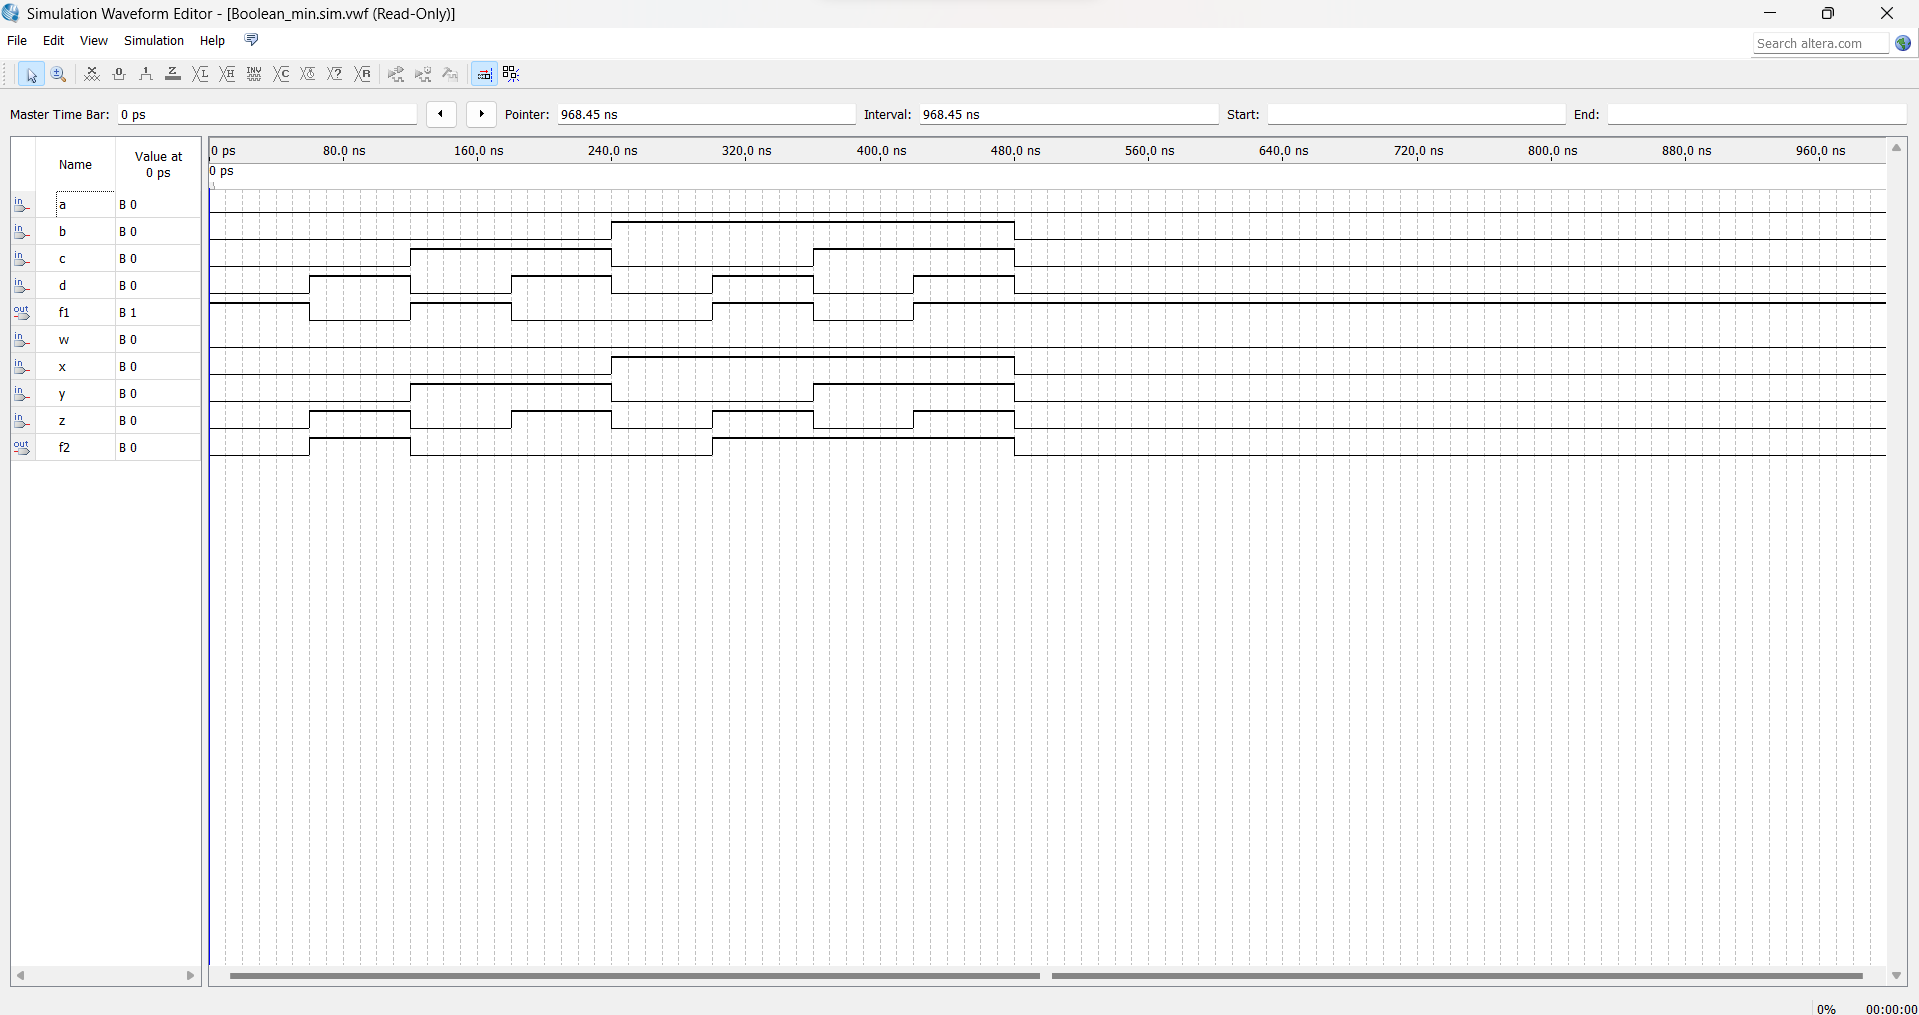 Simulation Waveform Editor - [Boolean_min.sim.vwf (Read-Only)]
File Edit View Simulation Help
Search altera.com
Master Time Bar: 0 ps Pointer: 968.45 ns Interval: 968.45 ns Start: End:
Name Value at 0 ps
0 ps 80.0 ns 160.0 ns 240.0 ns 320.0 ns 400.0 ns 480.0 ns 560.0 ns 640.0 ns 720.0 ns 800.0 ns 880.0 ns 960.0 ns
0 ps
in a B 0
in b B 0
in c B 0
in d B 0
out f1 B 1
in w B 0
in x B 0
in y B 0
in z B 0
out f2 B 0
0% 00:00:00